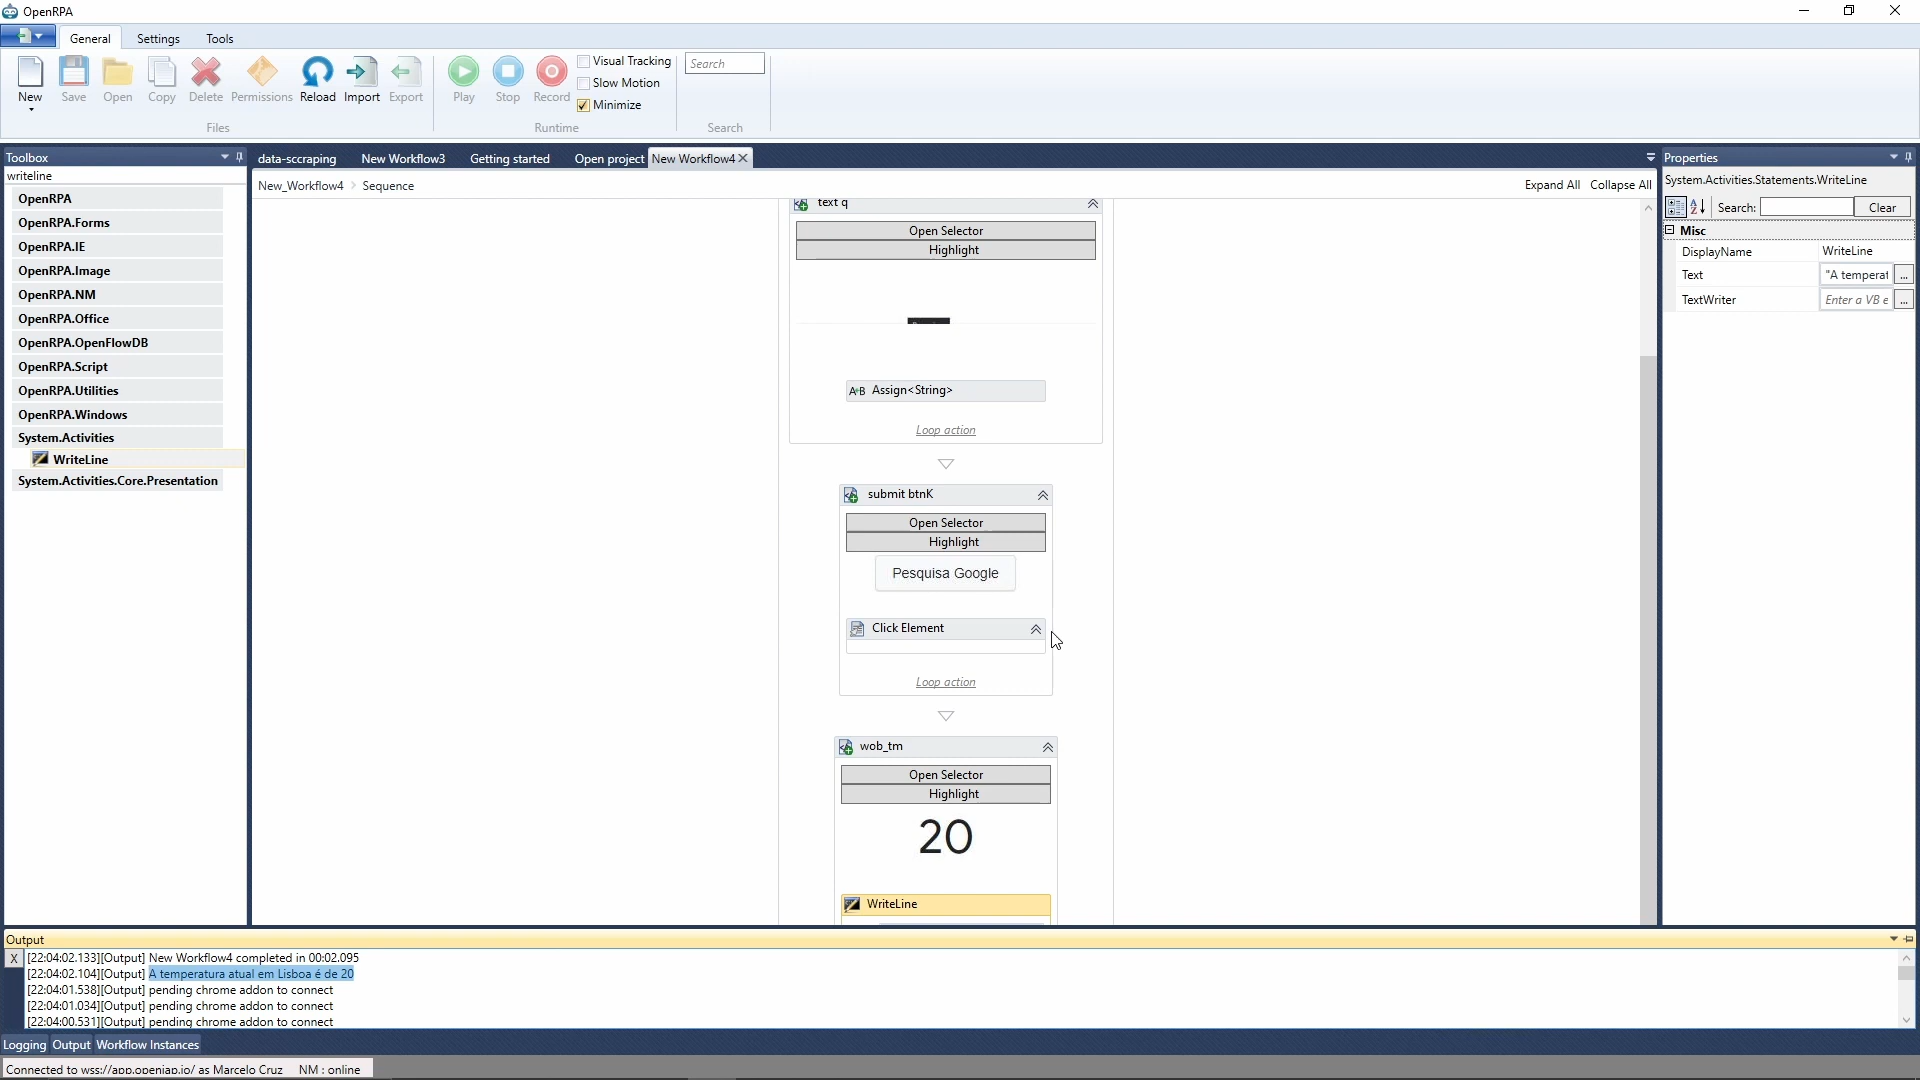 OpenRPA
General Settings Tools
New Save Open Copy Delete Permissions Reload Import Export
Play Stop Record
Visual Tracking
Slow Motion
Minimize
Search
Files Runtime Search
Toolbox
writeline
OpenRPA
OpenRPA.Forms
OpenRPA.IE
OpenRPA.Image
OpenRPA.NM
OpenRPA.Office
OpenRPA.OpenFlowDB
OpenRPA.Script
OpenRPA.Utilities
OpenRPA.Windows
System.Activities
WriteLine
System.Activities.Core.Presentation
data-sccraping New Workflow3 Getting started Open project New Workflow4
New_Workflow4 Sequence Expand All Collapse All
text q
Open Selector
Highlight
A+B Assign<String>
Loop action
submit btnK
Open Selector
Highlight
Pesquisa Google
Click Element
Loop action
wob_tm
Open Selector
Highlight
20
WriteLine
Properties
System.Activities.Statements.WriteLine
Search: Clear
Misc
DisplayName WriteLine
Text "A temperat ...
TextWriter Enter a VB e ...
Output
X [22:04:02.133][Output] New Workflow4 completed in 00:02.095
[22:04:02.104][Output] A temperatura atual em Lisboa é de 20
[22:04:01.538][Output] pending chrome addon to connect
[22:04:01.034][Output] pending chrome addon to connect
[22:04:00.531][Output] pending chrome addon to connect
Logging Output Workflow Instances
Connected to wss://app.openiap.io/ as Marcelo Cruz NM : online